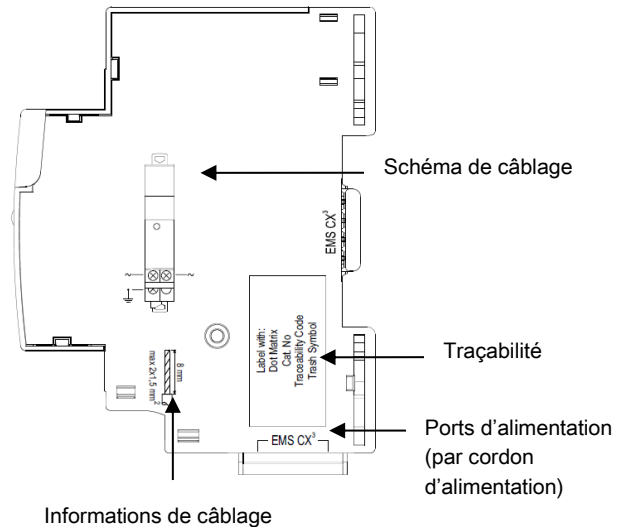 Schéma de câblage
EMS CX³
Label with:
Dot Matrix
Cat. No
Traceability Code
Trash Symbol
Traçabilité
8 mm
max 2x1,5 mm²
EMS CX³
Ports d’alimentation
(par cordon
d’alimentation)
Informations de câblage